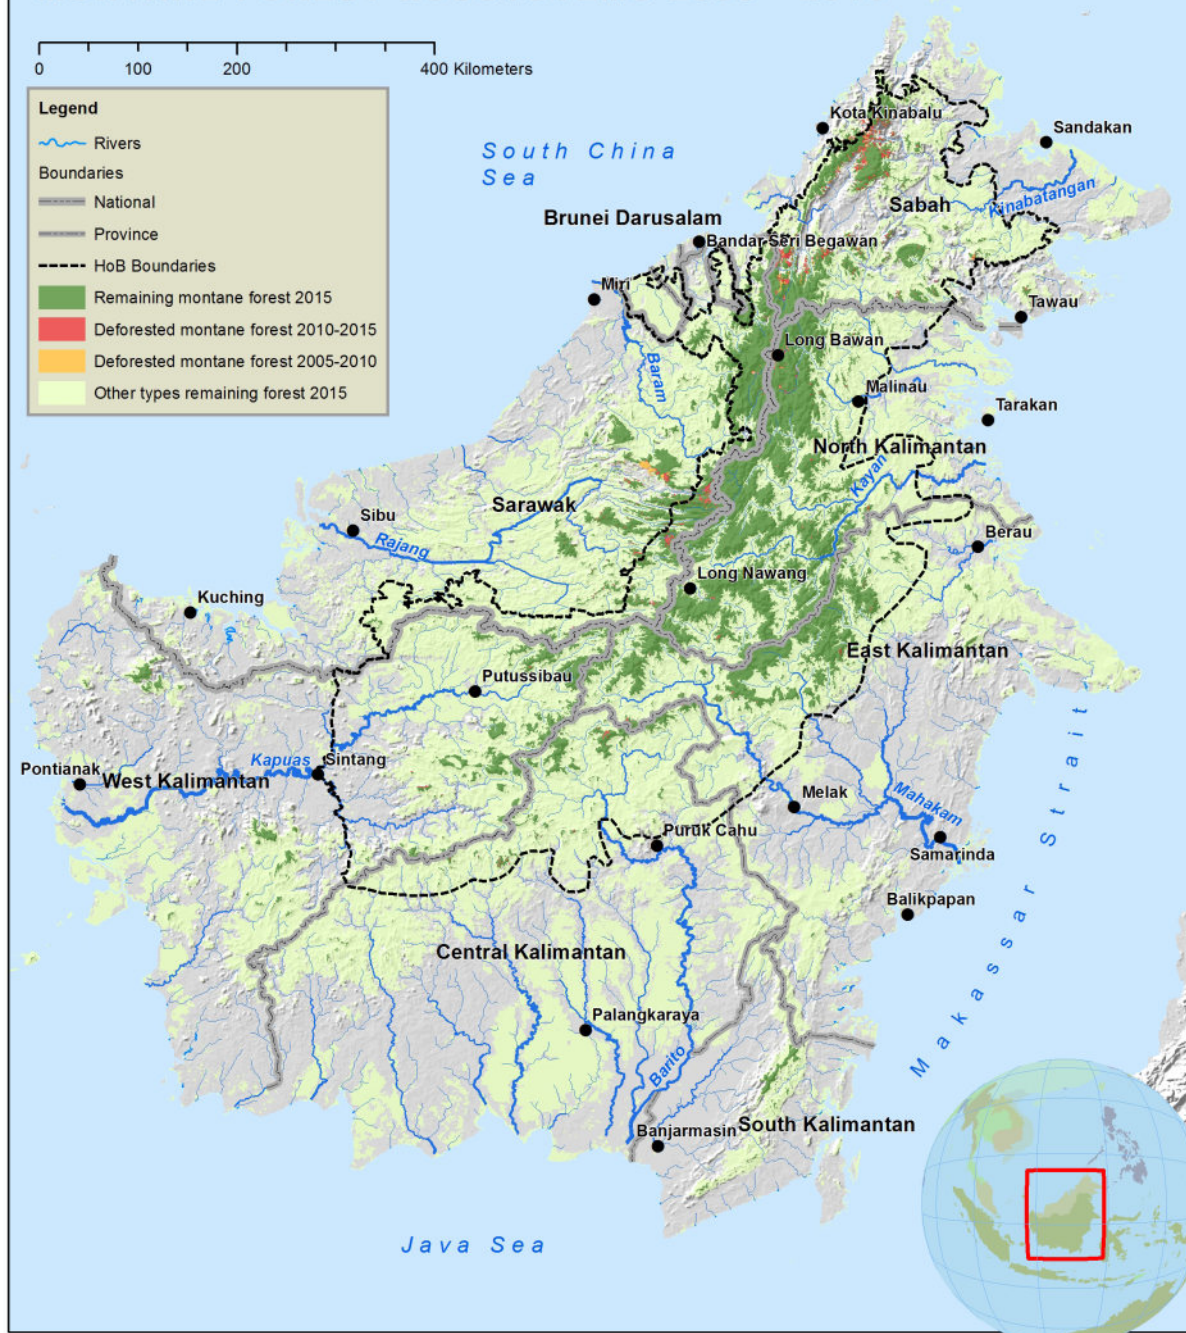 0 100 200 400 Kilometers
Legend
Rivers
Boundaries
National
Province
HoB Boundaries
Remaining montane forest 2015
Deforested montane forest 2010-2015
Deforested montane forest 2005-2010
Other types remaining forest 2015
South China
Sea
Kota Kinabalu
Sandakan
Kinabatangan
Sabah
Brunei Darusalam
Bandar Seri Begawan
Miri
Tawau
Long Bawan
Baram
Malinau
Tarakan
North Kalimantan
Kayan
Sarawak
Sibu
Rajang
Berau
Long Nawang
Kuching
East Kalimantan
Putussibau
Kapuas
Sintang
Pontianak
West Kalimantan
Melak
Mahakam
Makassar Strait
Puruk Cahu
Samarinda
Balikpapan
Central Kalimantan
Palangkaraya
Barito
Banjarmasin
South Kalimantan
Java Sea